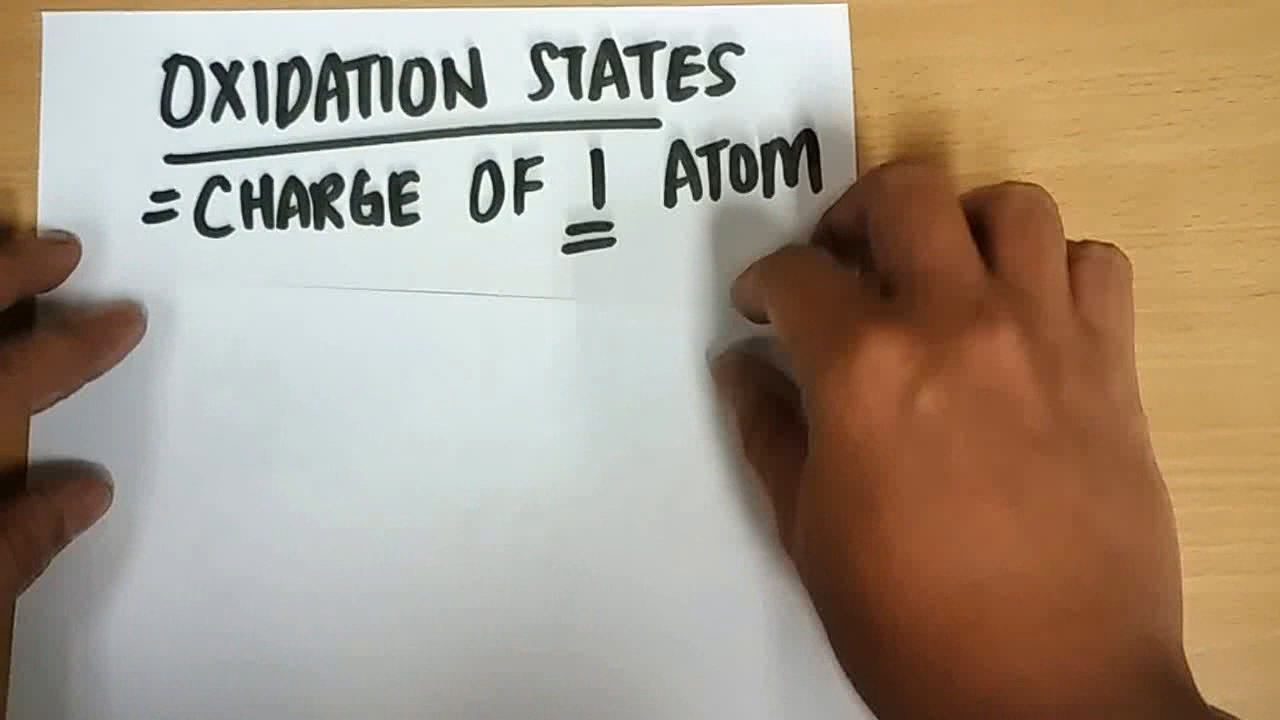 OXIDATION STATES
= CHARGE OF 1 ATOM